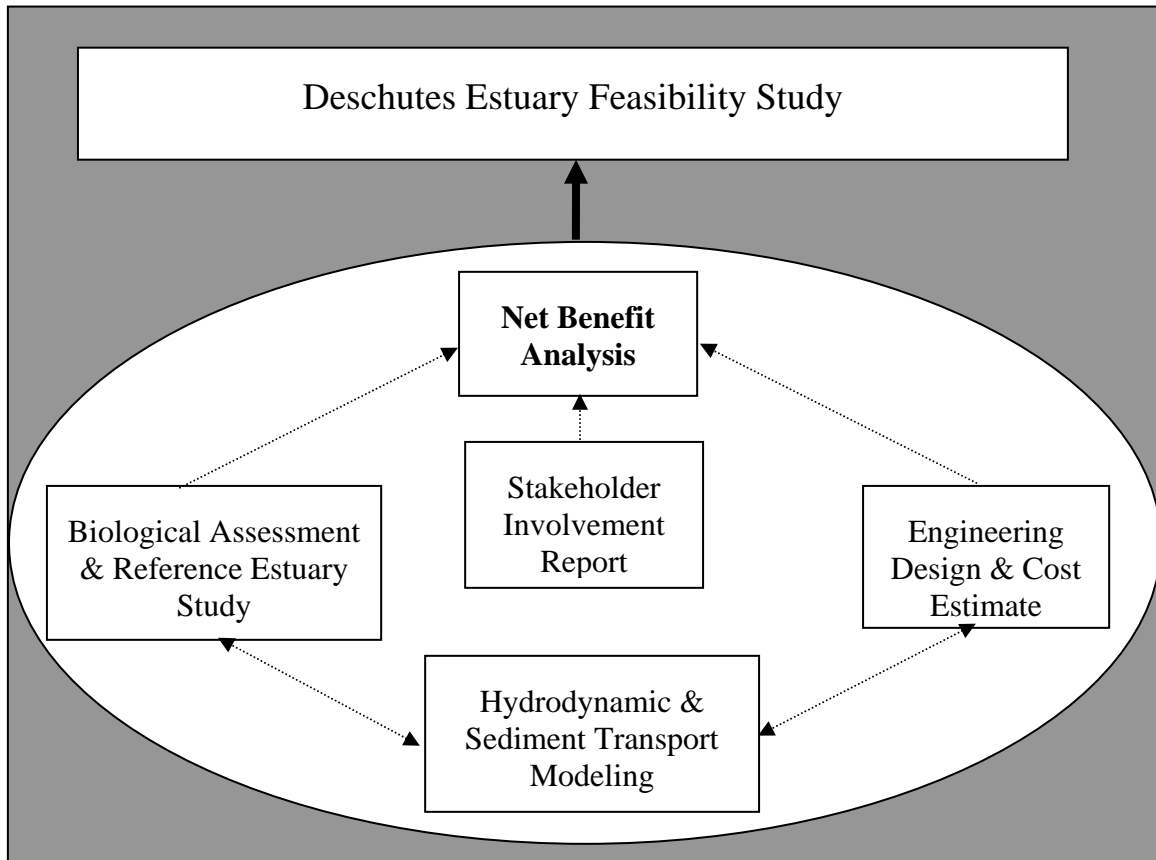 Deschutes Estuary Feasibility Study
Net Benefit
Analysis
Stakeholder
Involvement
Report
Biological Assessment
& Reference Estuary
Study
Engineering
Design & Cost
Estimate
Hydrodynamic &
Sediment Transport
Modeling